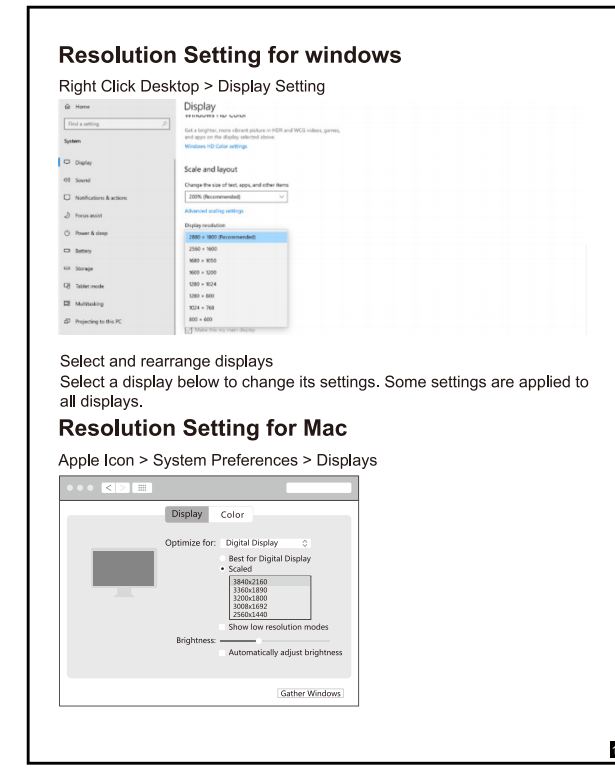 Resolution Setting for windows
Right Click Desktop > Display Setting
Home
Find a setting
System
Display
Sound
Notifications & actions
Focus assist
Power & sleep
Battery
Storage
Tablet mode
Multitasking
Projecting to this PC
Display
Windows HD Color
Get a brighter, more vibrant picture in HDR and WCG videos, games,
and apps on the display selected above.
Windows HD Color settings
Scale and layout
Change the size of text, apps, and other items
200% (Recommended)
Advanced scaling settings
Display resolution
2880 × 1800 (Recommended)
2560 × 1600
1680 × 1050
1600 × 1200
1280 × 1024
1280 × 800
1024 × 768
800 × 600
Make this my main display
Select and rearrange displays
Select a display below to change its settings. Some settings are applied to
all displays.
Resolution Setting for Mac
Apple Icon > System Preferences > Displays
Display Color
Optimize for: Digital Display
Best for Digital Display
Scaled
3840x2160
3360x1890
3200x1800
3008x1692
2560x1440
Show low resolution modes
Brightness:
Automatically adjust brightness
Gather Windows